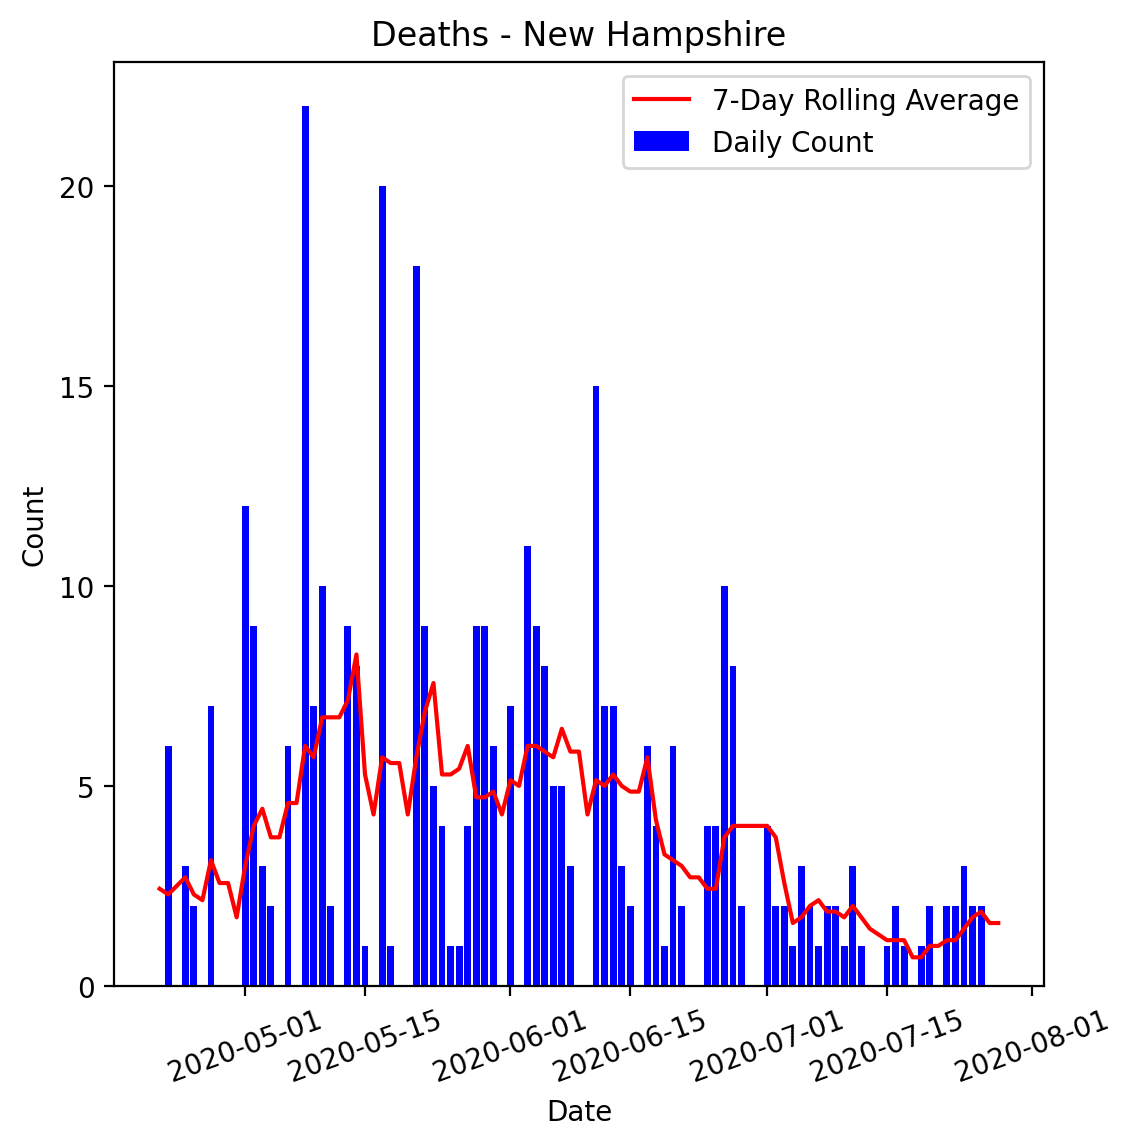 Deaths - New Hampshire
7-Day Rolling Average
Daily Count
Count
20
15
10
5
0
2020-05-01
2020-05-15
2020-06-01
2020-06-15
2020-07-01
2020-07-15
2020-08-01
Date